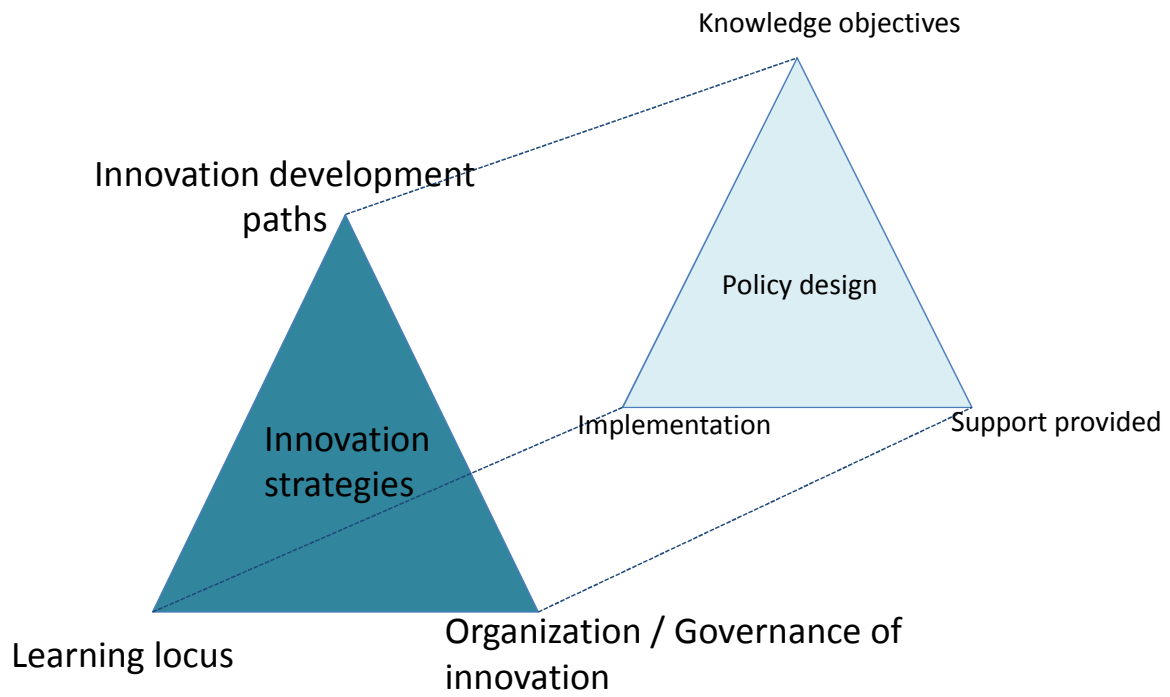 Knowledge objectives
Innovation development
paths
Policy design
Implementation
Support provided
Innovation
strategies
Learning locus
Organization / Governance of
innovation